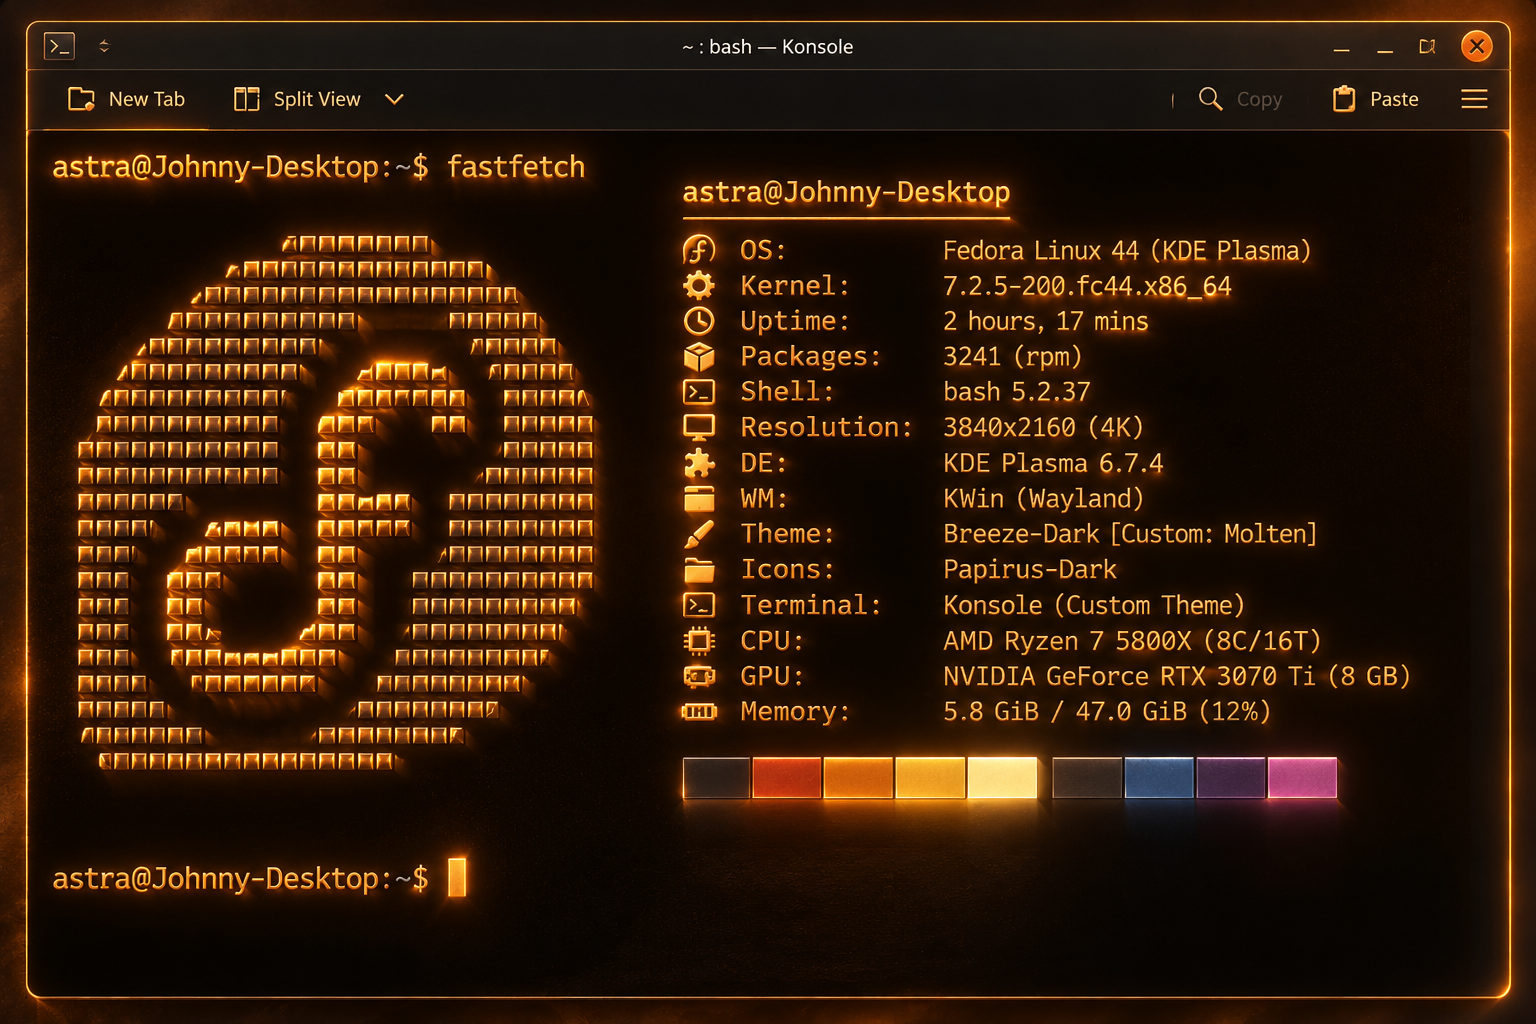 ~ : bash — Konsole
New Tab
Split View
Copy
Paste
astra@Johnny-Desktop:~$ fastfetch
astra@Johnny-Desktop
OS: Fedora Linux 44 (KDE Plasma)
Kernel: 7.2.5-200.fc44.x86_64
Uptime: 2 hours, 17 mins
Packages: 3241 (rpm)
Shell: bash 5.2.37
Resolution: 3840x2160 (4K)
DE: KDE Plasma 6.7.4
WM: KWin (Wayland)
Theme: Breeze-Dark [Custom: Molten]
Icons: Papirus-Dark
Terminal: Konsole (Custom Theme)
CPU: AMD Ryzen 7 5800X (8C/16T)
GPU: NVIDIA GeForce RTX 3070 Ti (8 GB)
Memory: 5.8 GiB / 47.0 GiB (12%)
astra@Johnny-Desktop:~$